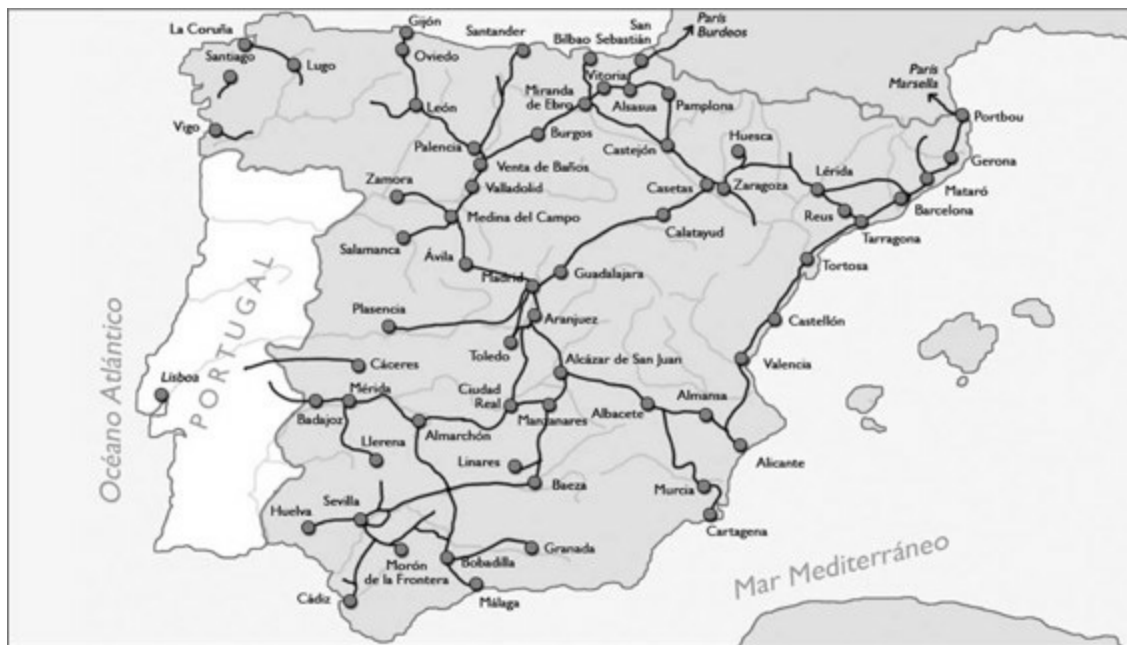 Gijón
La Coruña
Santander
San
Sebastián
Bilbao
París
Burdeos
Santiago
Lugo
Oviedo
Vitoria
París
Marsella
Miranda
de Ebro
Alsasua
Pamplona
León
Portbou
Vigo
Burgos
Huesca
Palencia
Castejón
Venta de Baños
Lérida
Gerona
Zamora
Valladolid
Casetas
Zaragoza
Mataró
Medina del Campo
Reus
Barcelona
Calatayud
Tarragona
Salamanca
Ávila
Tortosa
Madrid
Guadalajara
Plasencia
Aranjuez
Castellón
Océano Atlántico
PORTUGAL
Toledo
Alcázar de San Juan
Valencia
Cáceres
Lisboa
Mérida
Ciudad
Real
Almansa
Badajoz
Almarchón
Manzanares
Albacete
Llerena
Linares
Alicante
Baeza
Murcia
Sevilla
Huelva
Cartagena
Granada
Morón
de la Frontera
Bobadilla
Cádiz
Málaga
Mar Mediterráneo